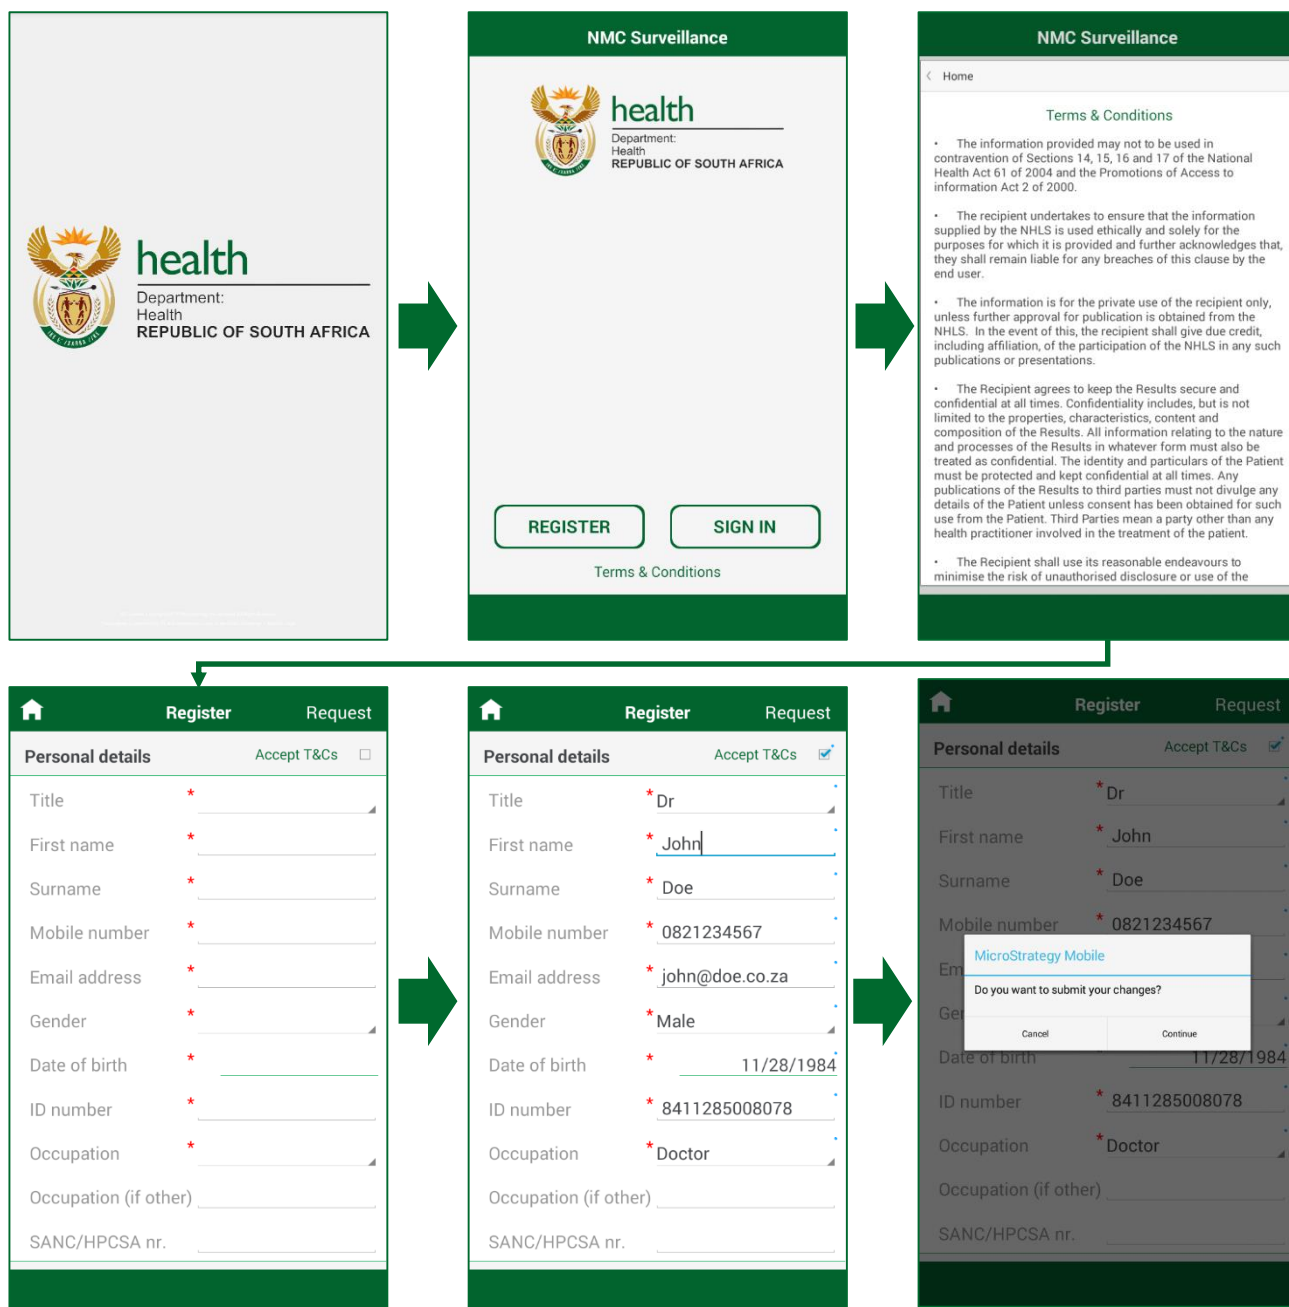 health
Department:
Health
REPUBLIC OF SOUTH AFRICA
NMC Surveillance
health
Department:
Health
REPUBLIC OF SOUTH AFRICA
REGISTER
SIGN IN
Terms & Conditions
NMC Surveillance
Home
Terms & Conditions
• The information provided may not to be used in
contravention of Sections 14, 15, 16 and 17 of the National
Health Act 61 of 2004 and the Promotions of Access to
information Act 2 of 2000.
• The recipient undertakes to ensure that the information
supplied by the NHLS is used ethically and solely for the
purposes for which it is provided and further acknowledges that,
they shall remain liable for any breaches of this clause by the
end user.
• The information is for the private use of the recipient only,
unless further approval for publication is obtained from the
NHLS. In the event of this, the recipient shall give due credit,
including affiliation, of the participation of the NHLS in any such
publications or presentations.
• The Recipient agrees to keep the Results secure and
confidential at all times. Confidentiality includes, but is not
limited to the properties, characteristics, content and
composition of the Results. All information relating to the nature
and processes of the Results in whatever form must also be
treated as confidential. The identity and particulars of the Patient
must be protected and kept confidential at all times. Any
publications of the Results to third parties must not divulge any
details of the Patient unless consent has been obtained for such
use from the Patient. Third Parties mean a party other than any
health practitioner involved in the treatment of the patient.
• The Recipient shall use its reasonable endeavours to
minimise the risk of unauthorised disclosure or use of the
Register Request
Personal details Accept T&Cs
Title *
First name *
Surname *
Mobile number *
Email address *
Gender *
Date of birth *
ID number *
Occupation *
Occupation (if other)
SANC/HPCSA nr.
Register Request
Personal details Accept T&Cs
Title * Dr
First name * John
Surname * Doe
Mobile number * 0821234567
Email address * john@doe.co.za
Gender * Male
Date of birth * 11/28/1984
ID number * 8411285008078
Occupation * Doctor
Occupation (if other)
SANC/HPCSA nr.
Register Request
Personal details Accept T&Cs
Title * Dr
First name * John
Surname * Doe
Mobile number * 0821234567
Em
MicroStrategy Mobile
Do you want to submit your changes?
Ge
Cancel Continue
Date of birth 11/28/1984
ID number * 8411285008078
Occupation * Doctor
Occupation (if other)
SANC/HPCSA nr.